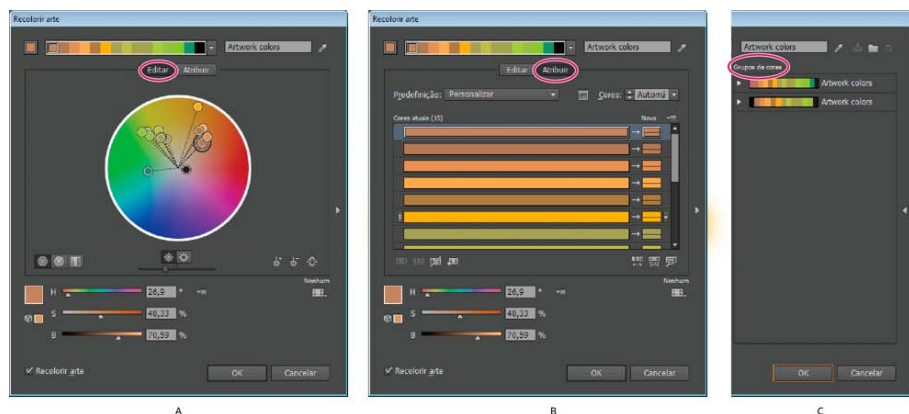 Recolorir arte
Artwork colors
Editar
Atribuir
H
26,9
°
S
48,33
%
B
70,59
%
Nenhum
Recolorir arte
OK
Cancelar
A
Recolorir arte
Artwork colors
Editar
Atribuir
Predefinição:
Personalizar
Cores:
Automá
Cores atuais (15)
Novo
H
26,9
°
S
48,33
%
B
70,59
%
Nenhum
Recolorir arte
OK
Cancelar
B
Artwork colors
Grupos de cores
Artwork colors
Artwork colors
OK
Cancelar
C